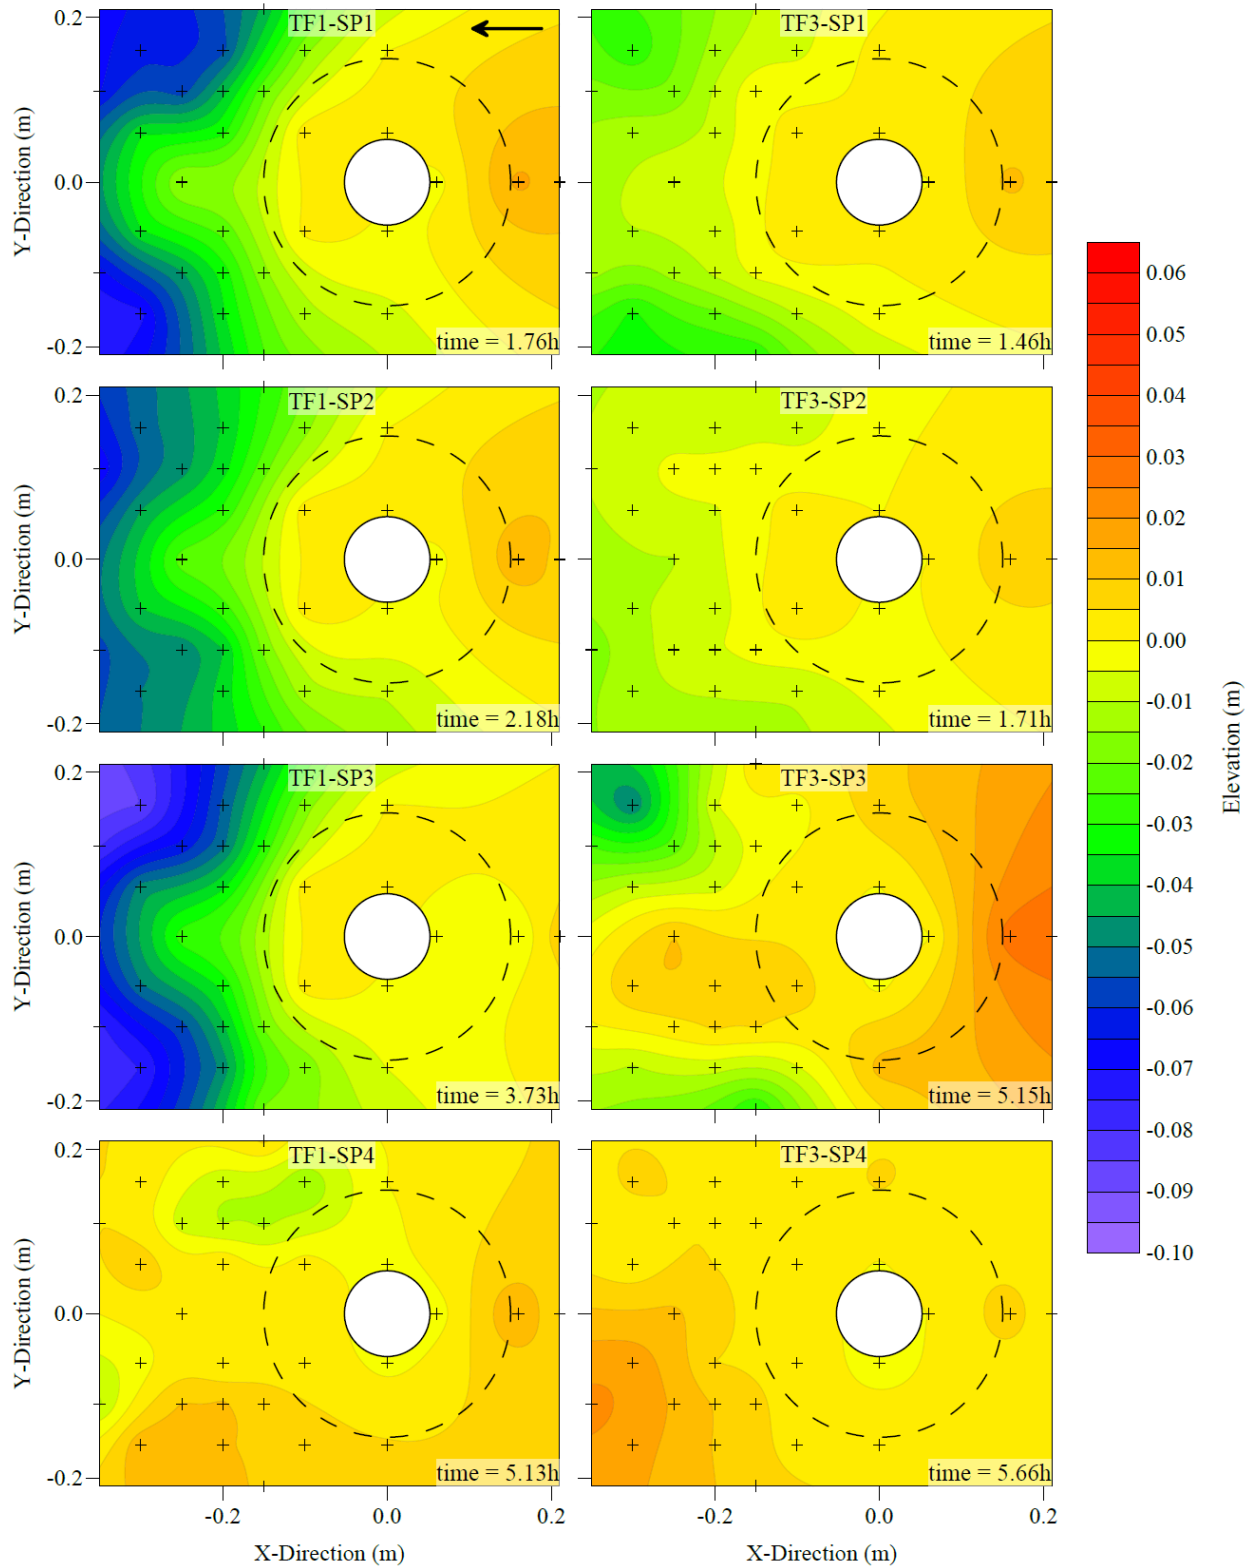 TF1-SP1
TF3-SP1
0.2
0.0
-0.2
Y-Direction (m)
time = 1.76h
time = 1.46h
TF1-SP2
TF3-SP2
0.2
0.0
-0.2
Y-Direction (m)
time = 2.18h
time = 1.71h
TF1-SP3
TF3-SP3
0.2
0.0
-0.2
Y-Direction (m)
time = 3.73h
time = 5.15h
TF1-SP4
TF3-SP4
0.2
0.0
-0.2
Y-Direction (m)
time = 5.13h
time = 5.66h
-0.2
0.0
0.2
-0.2
0.0
0.2
X-Direction (m)
X-Direction (m)
0.06
0.05
0.04
0.03
0.02
0.01
0.00
-0.01
-0.02
-0.03
-0.04
-0.05
-0.06
-0.07
-0.08
-0.09
-0.10
Elevation (m)